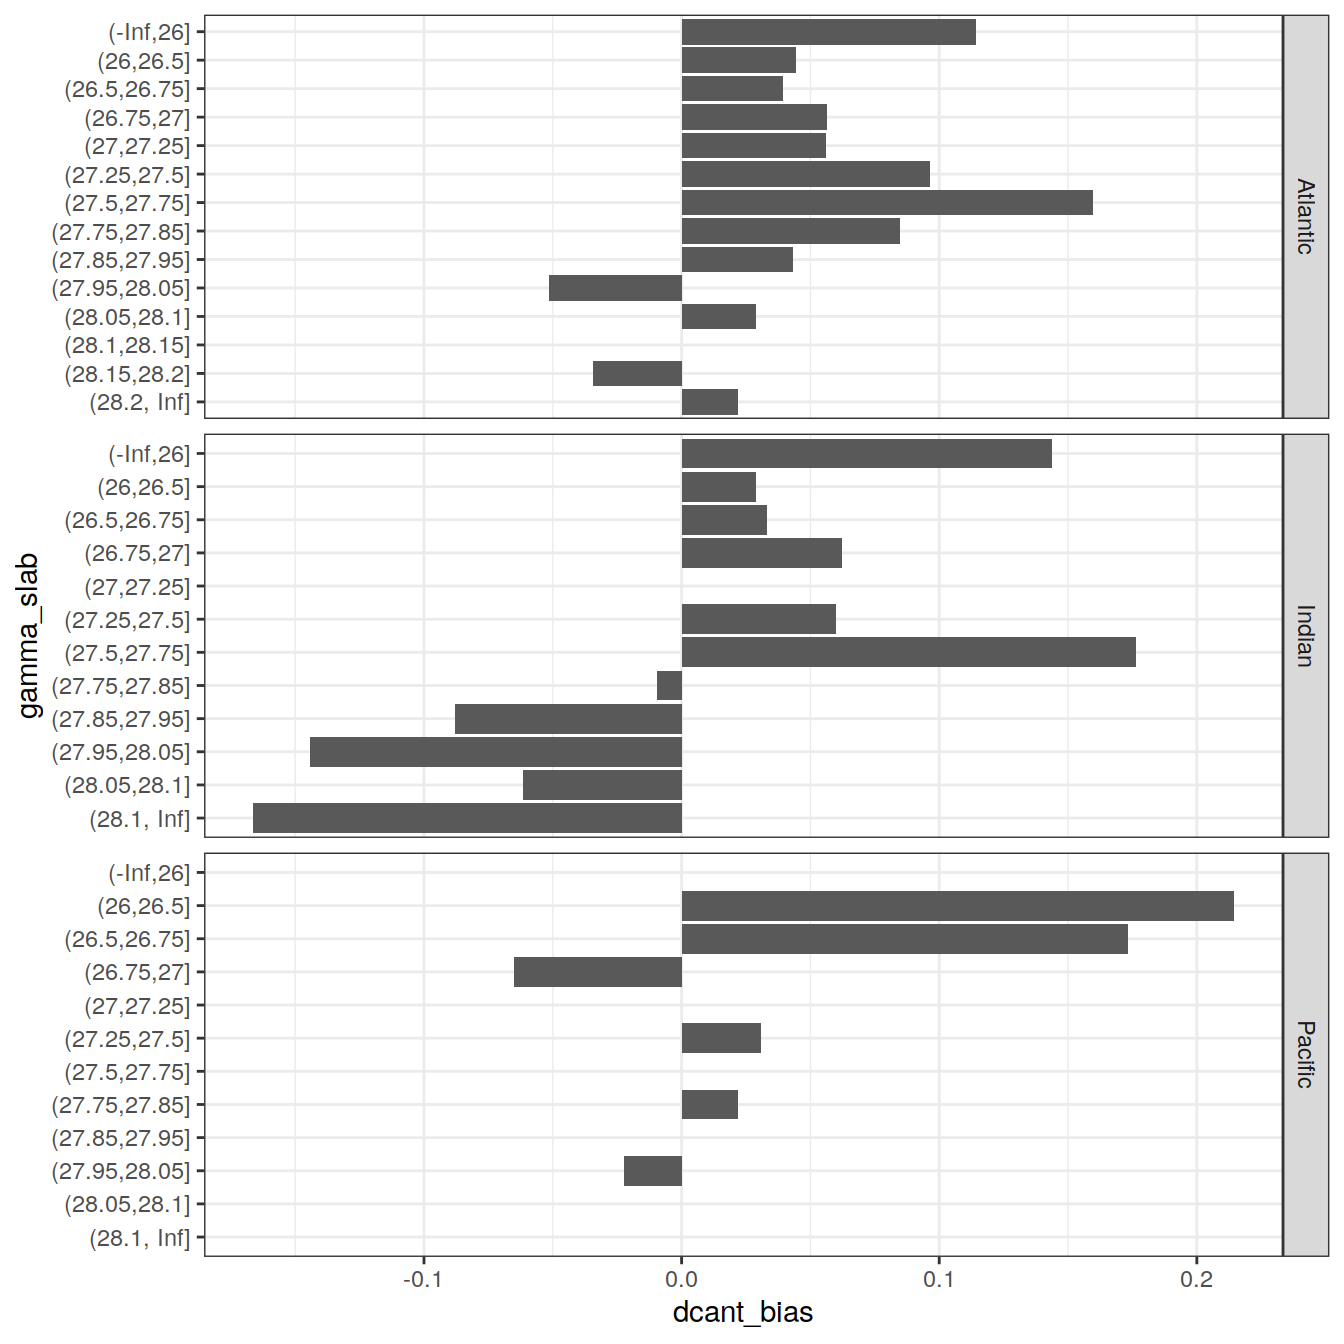 (-Inf,26]
(26,26.5]
(26.5,26.75]
(26.75,27]
(27,27.25]
(27.25,27.5]
(27.5,27.75]
(27.75,27.85]
(27.85,27.95]
(27.95,28.05]
(28.05,28.1]
(28.1,28.15]
(28.15,28.2]
(28.2, Inf]
Atlantic
(-Inf,26]
(26,26.5]
(26.5,26.75]
(26.75,27]
(27,27.25]
(27.25,27.5]
(27.5,27.75]
(27.75,27.85]
(27.85,27.95]
(27.95,28.05]
(28.05,28.1]
(28.1, Inf]
Indian
gamma_slab
(-Inf,26]
(26,26.5]
(26.5,26.75]
(26.75,27]
(27,27.25]
(27.25,27.5]
(27.5,27.75]
(27.75,27.85]
(27.85,27.95]
(27.95,28.05]
(28.05,28.1]
(28.1, Inf]
Pacific
-0.1 0.0 0.1 0.2
dcant_bias